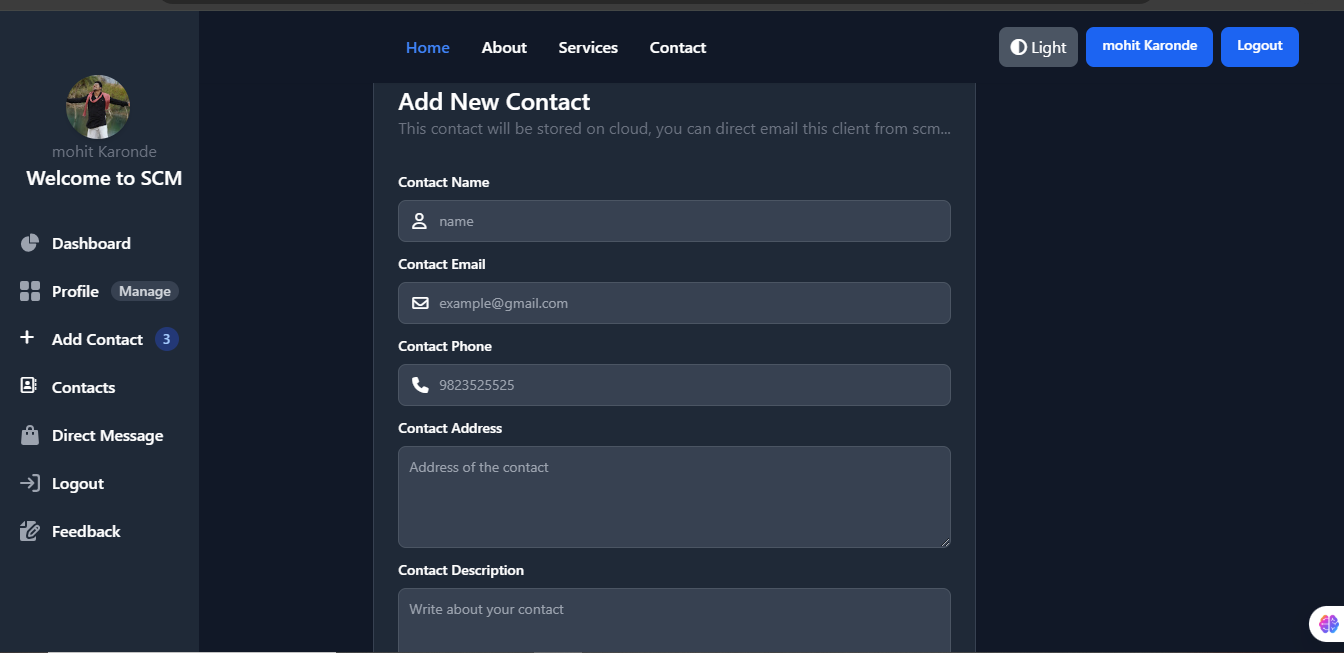 Home About Services Contact Light mohit Karonde Logout
mohit Karonde
Welcome to SCM
Dashboard
Profile Manage
Add Contact 3
Contacts
Direct Message
Logout
Feedback
Add New Contact
This contact will be stored on cloud, you can direct email this client from scm...
Contact Name
name
Contact Email
example@gmail.com
Contact Phone
9823525525
Contact Address
Address of the contact
Contact Description
Write about your contact